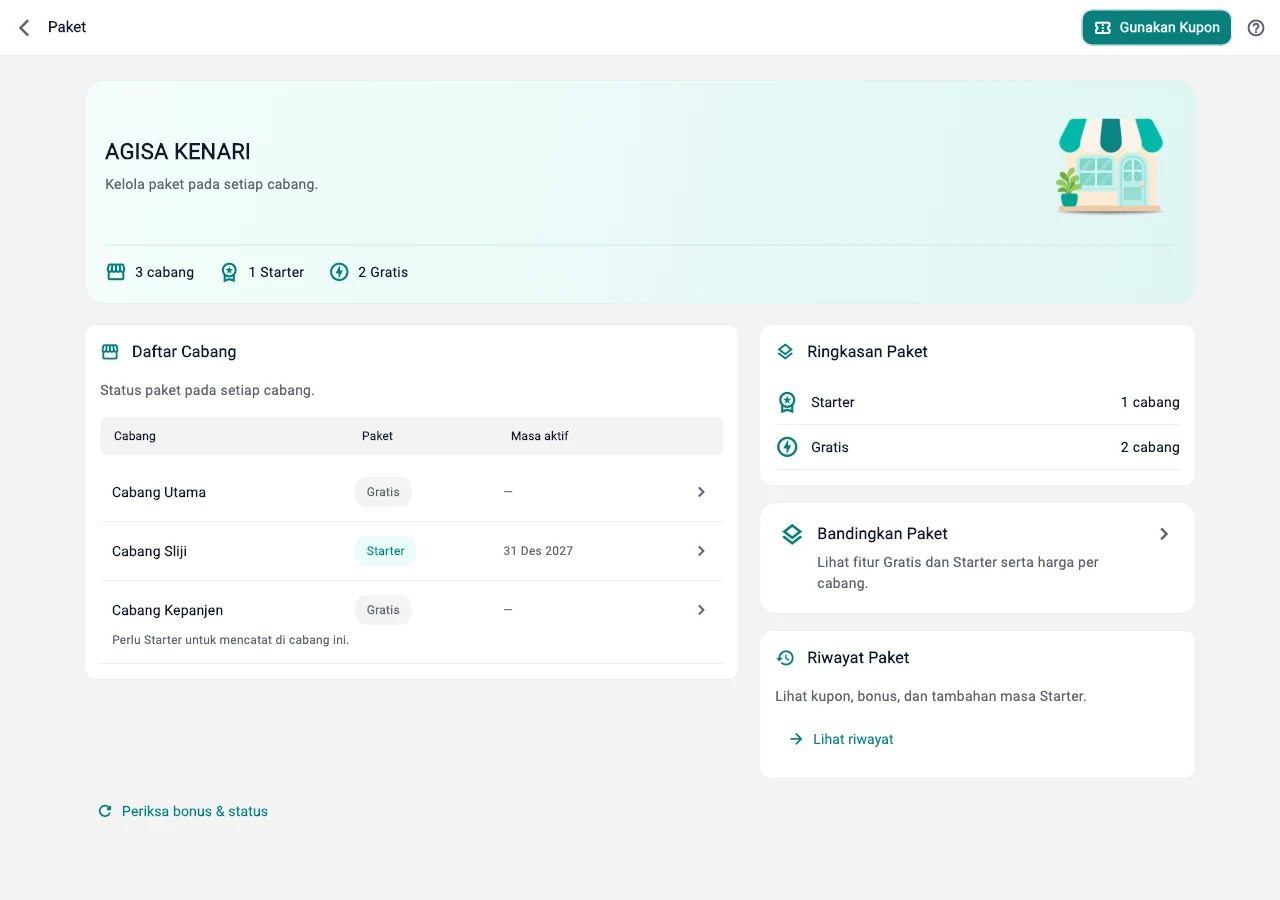 Paket
Gunakan Kupon
AGISA KENARI
Kelola paket pada setiap cabang.
3 cabang
1 Starter
2 Gratis
Daftar Cabang
Status paket pada setiap cabang.
Cabang Paket Masa aktif
Cabang Utama Gratis –
Cabang Sliji Starter 31 Des 2027
Cabang Kepanjen Gratis –
Perlu Starter untuk mencatat di cabang ini.
Ringkasan Paket
Starter 1 cabang
Gratis 2 cabang
Bandingkan Paket
Lihat fitur Gratis dan Starter serta harga per
cabang.
Riwayat Paket
Lihat kupon, bonus, dan tambahan masa Starter.
Lihat riwayat
Periksa bonus & status